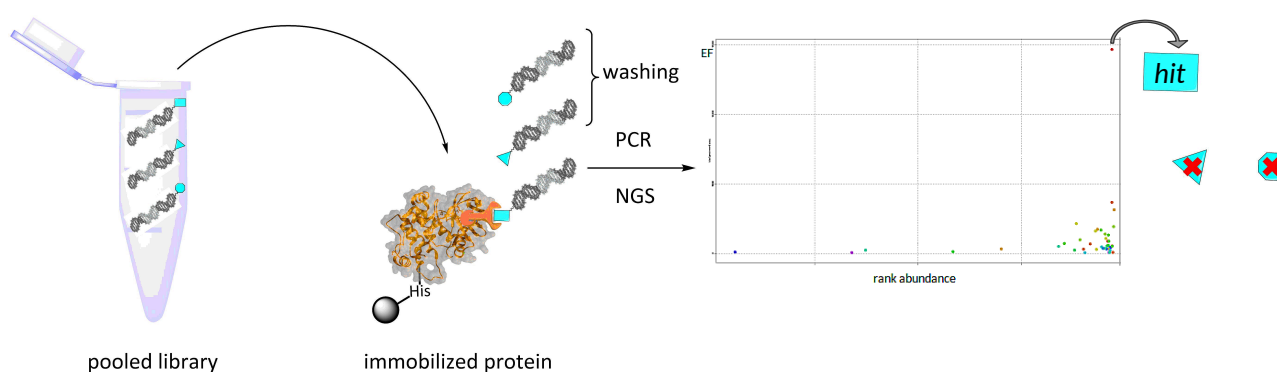 washing
PCR
NGS
His
pooled library
immobilized protein
EF
rank abundance
hit